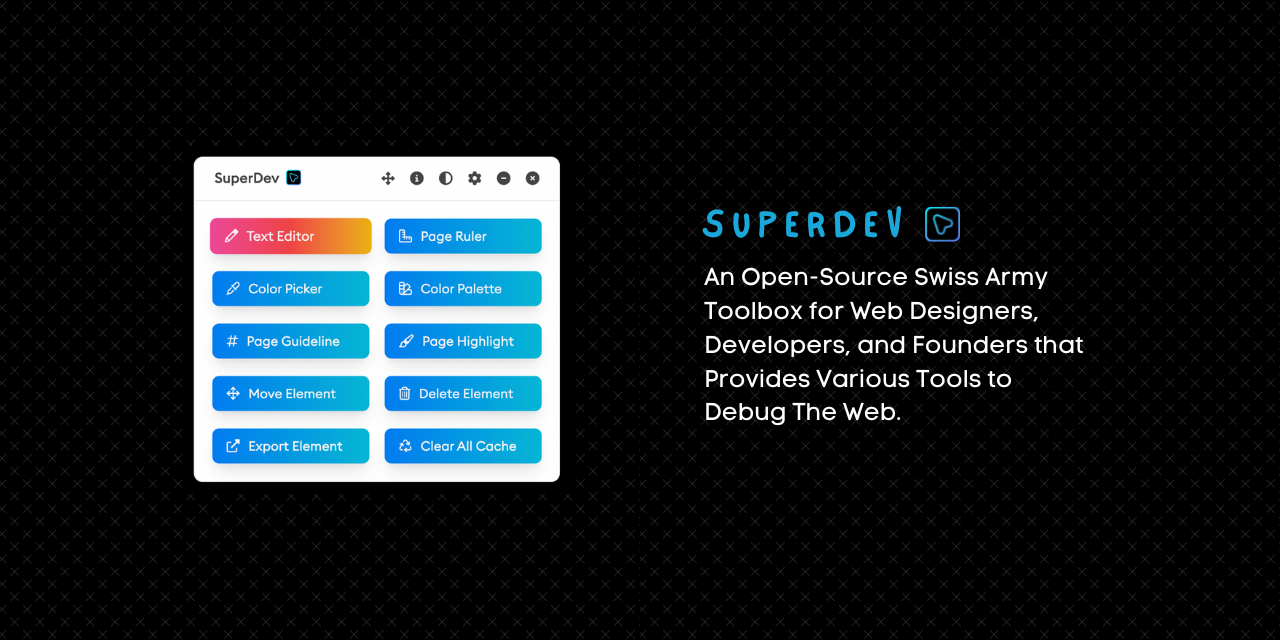 SuperDev
Text Editor
Page Ruler
Color Picker
Color Palette
Page Guideline
Page Highlight
Move Element
Delete Element
Export Element
Clear All Cache
SUPERDEV
An Open-Source Swiss Army
Toolbox for Web Designers,
Developers, and Founders that
Provides Various Tools to
Debug The Web.